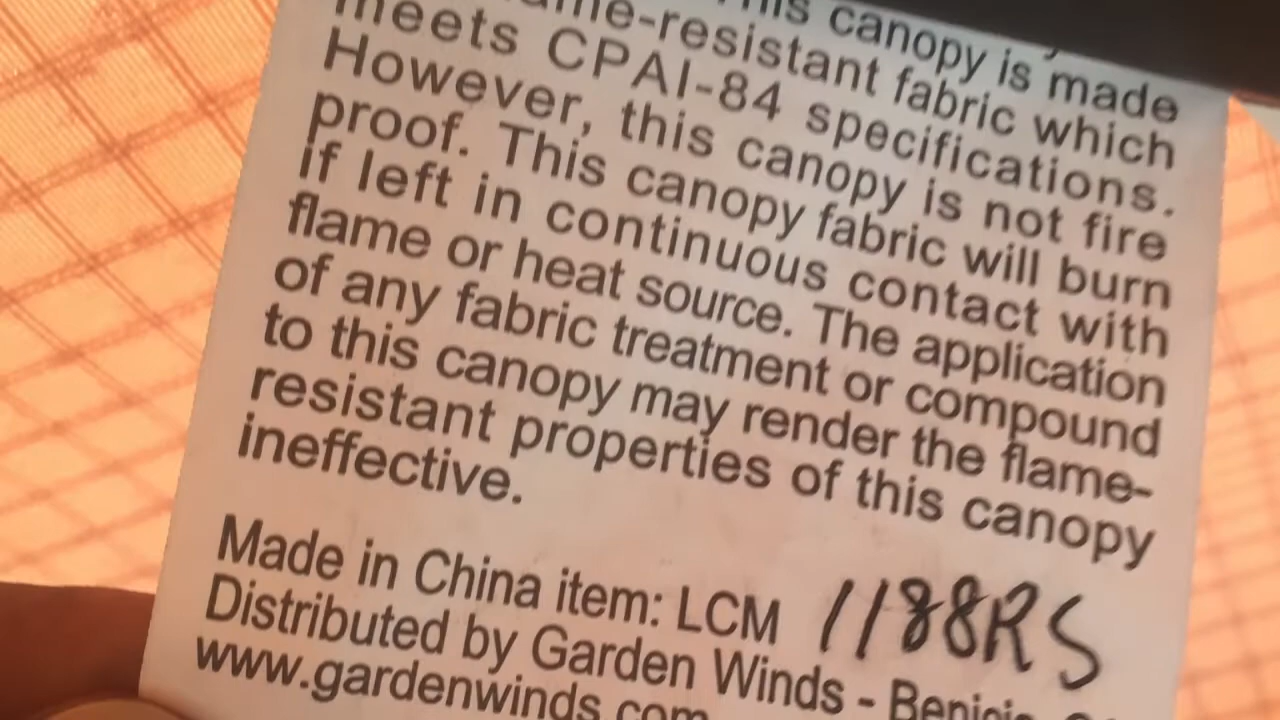 This canopy is made
flame-resistant fabric which
meets CPAI-84 specifications.
However, this canopy is not fire
proof. This canopy fabric will burn
if left in continuous contact with
flame or heat source. The application
of any fabric treatment or compound
to this canopy may render the flame-
resistant properties of this canopy
ineffective.
Made in China item: LCM 1188RS
Distributed by Garden Winds - Benicia
www.gardenwinds.com